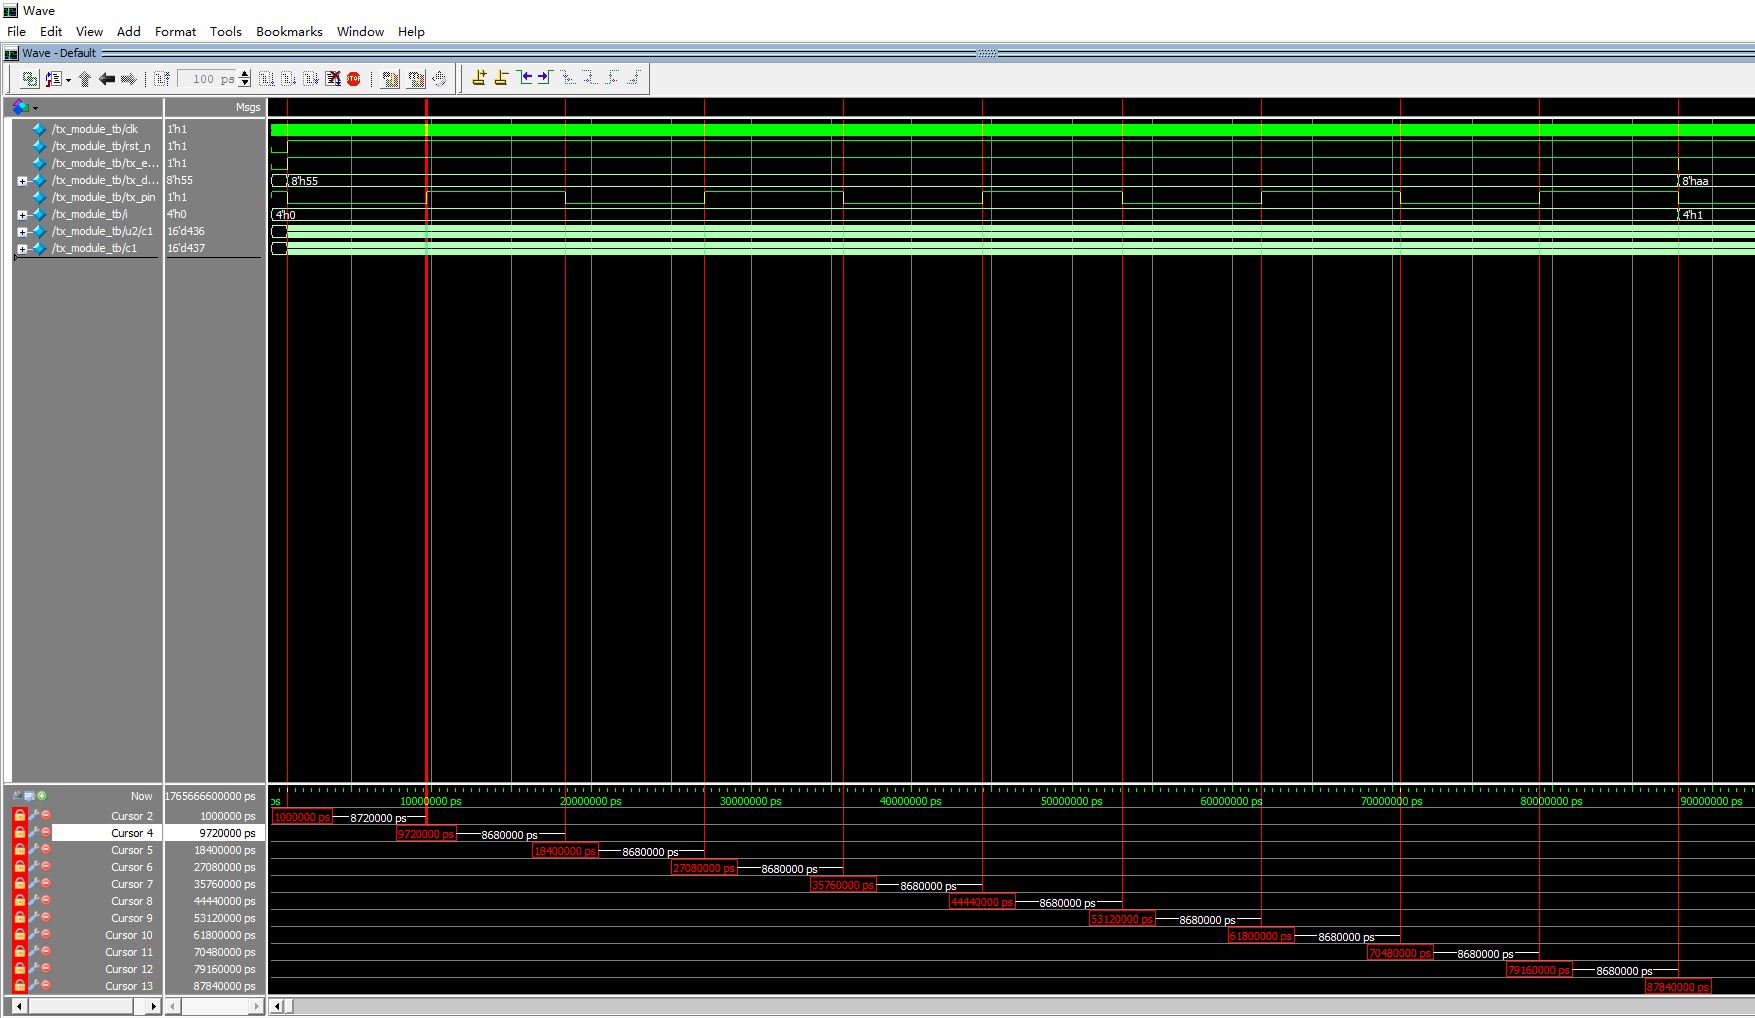 Wave
File Edit View Add Format Tools Bookmarks Window Help
Wave - Default
100 ps
STOP
Msgs
/tx_module_tb/clk 1'h1
/tx_module_tb/rst_n 1'h1
/tx_module_tb/tx_e... 1'h1
/tx_module_tb/tx_d... 8'h55 8'h55 8'haa
/tx_module_tb/tx_pin 1'h1
/tx_module_tb/i 4'h0 4'h0 4'h1
/tx_module_tb/u2/c1 16'd436
/tx_module_tb/c1 16'd437
Now 1765666600000 ps ps 10000000 ps 20000000 ps 30000000 ps 40000000 ps 50000000 ps 60000000 ps 70000000 ps 80000000 ps 90000000 ps
Cursor 2 1000000 ps 1000000 ps 8720000 ps
Cursor 4 9720000 ps 9720000 ps 8680000 ps
Cursor 5 18400000 ps 18400000 ps 8680000 ps
Cursor 6 27080000 ps 27080000 ps 8680000 ps
Cursor 7 35760000 ps 35760000 ps 8680000 ps
Cursor 8 44440000 ps 44440000 ps 8680000 ps
Cursor 9 53120000 ps 53120000 ps 8680000 ps
Cursor 10 61800000 ps 61800000 ps 8680000 ps
Cursor 11 70480000 ps 70480000 ps 8680000 ps
Cursor 12 79160000 ps 79160000 ps 8680000 ps
Cursor 13 87840000 ps 87840000 ps